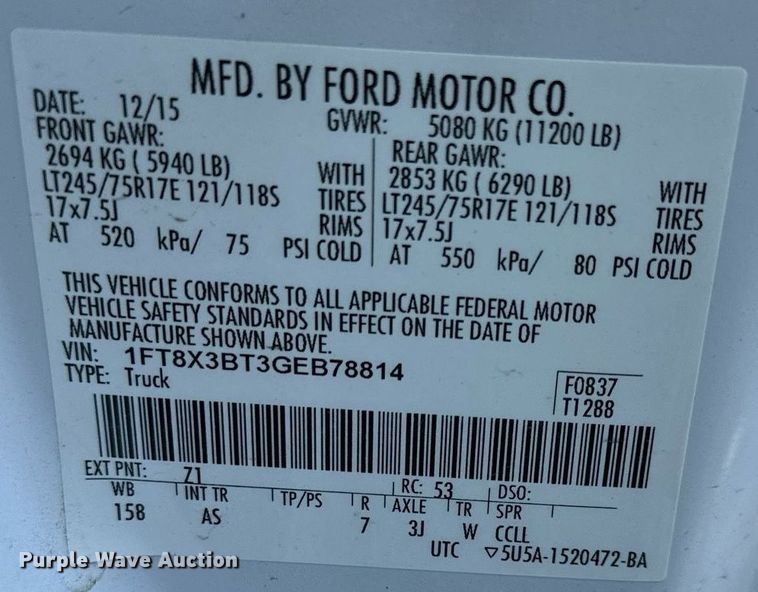 MFD. BY FORD MOTOR CO.
DATE: 12/15 GVWR: 5080 KG (11200 LB)
FRONT GAWR: REAR GAWR:
2694 KG ( 5940 LB) WITH 2853 KG ( 6290 LB) WITH
LT245/75R17E 121/118S TIRES LT245/75R17E 121/118S TIRES
17x7.5J RIMS 17x7.5J RIMS
AT 520 kPa/ 75 PSI COLD AT 550 kPa/ 80 PSI COLD
THIS VEHICLE CONFORMS TO ALL APPLICABLE FEDERAL MOTOR
VEHICLE SAFETY STANDARDS IN EFFECT ON THE DATE OF
MANUFACTURE SHOWN ABOVE.
VIN: 1FT8X3BT3GEB78814
TYPE: Truck
F0837
T1288
EXT PNT: Z1 RC: 53 DSO:
WB INT TR TP/PS R AXLE TR SPR
158 AS 7 3J W CCLL
UTC ▽5U5A-1520472-BA
Purple Wave Auction